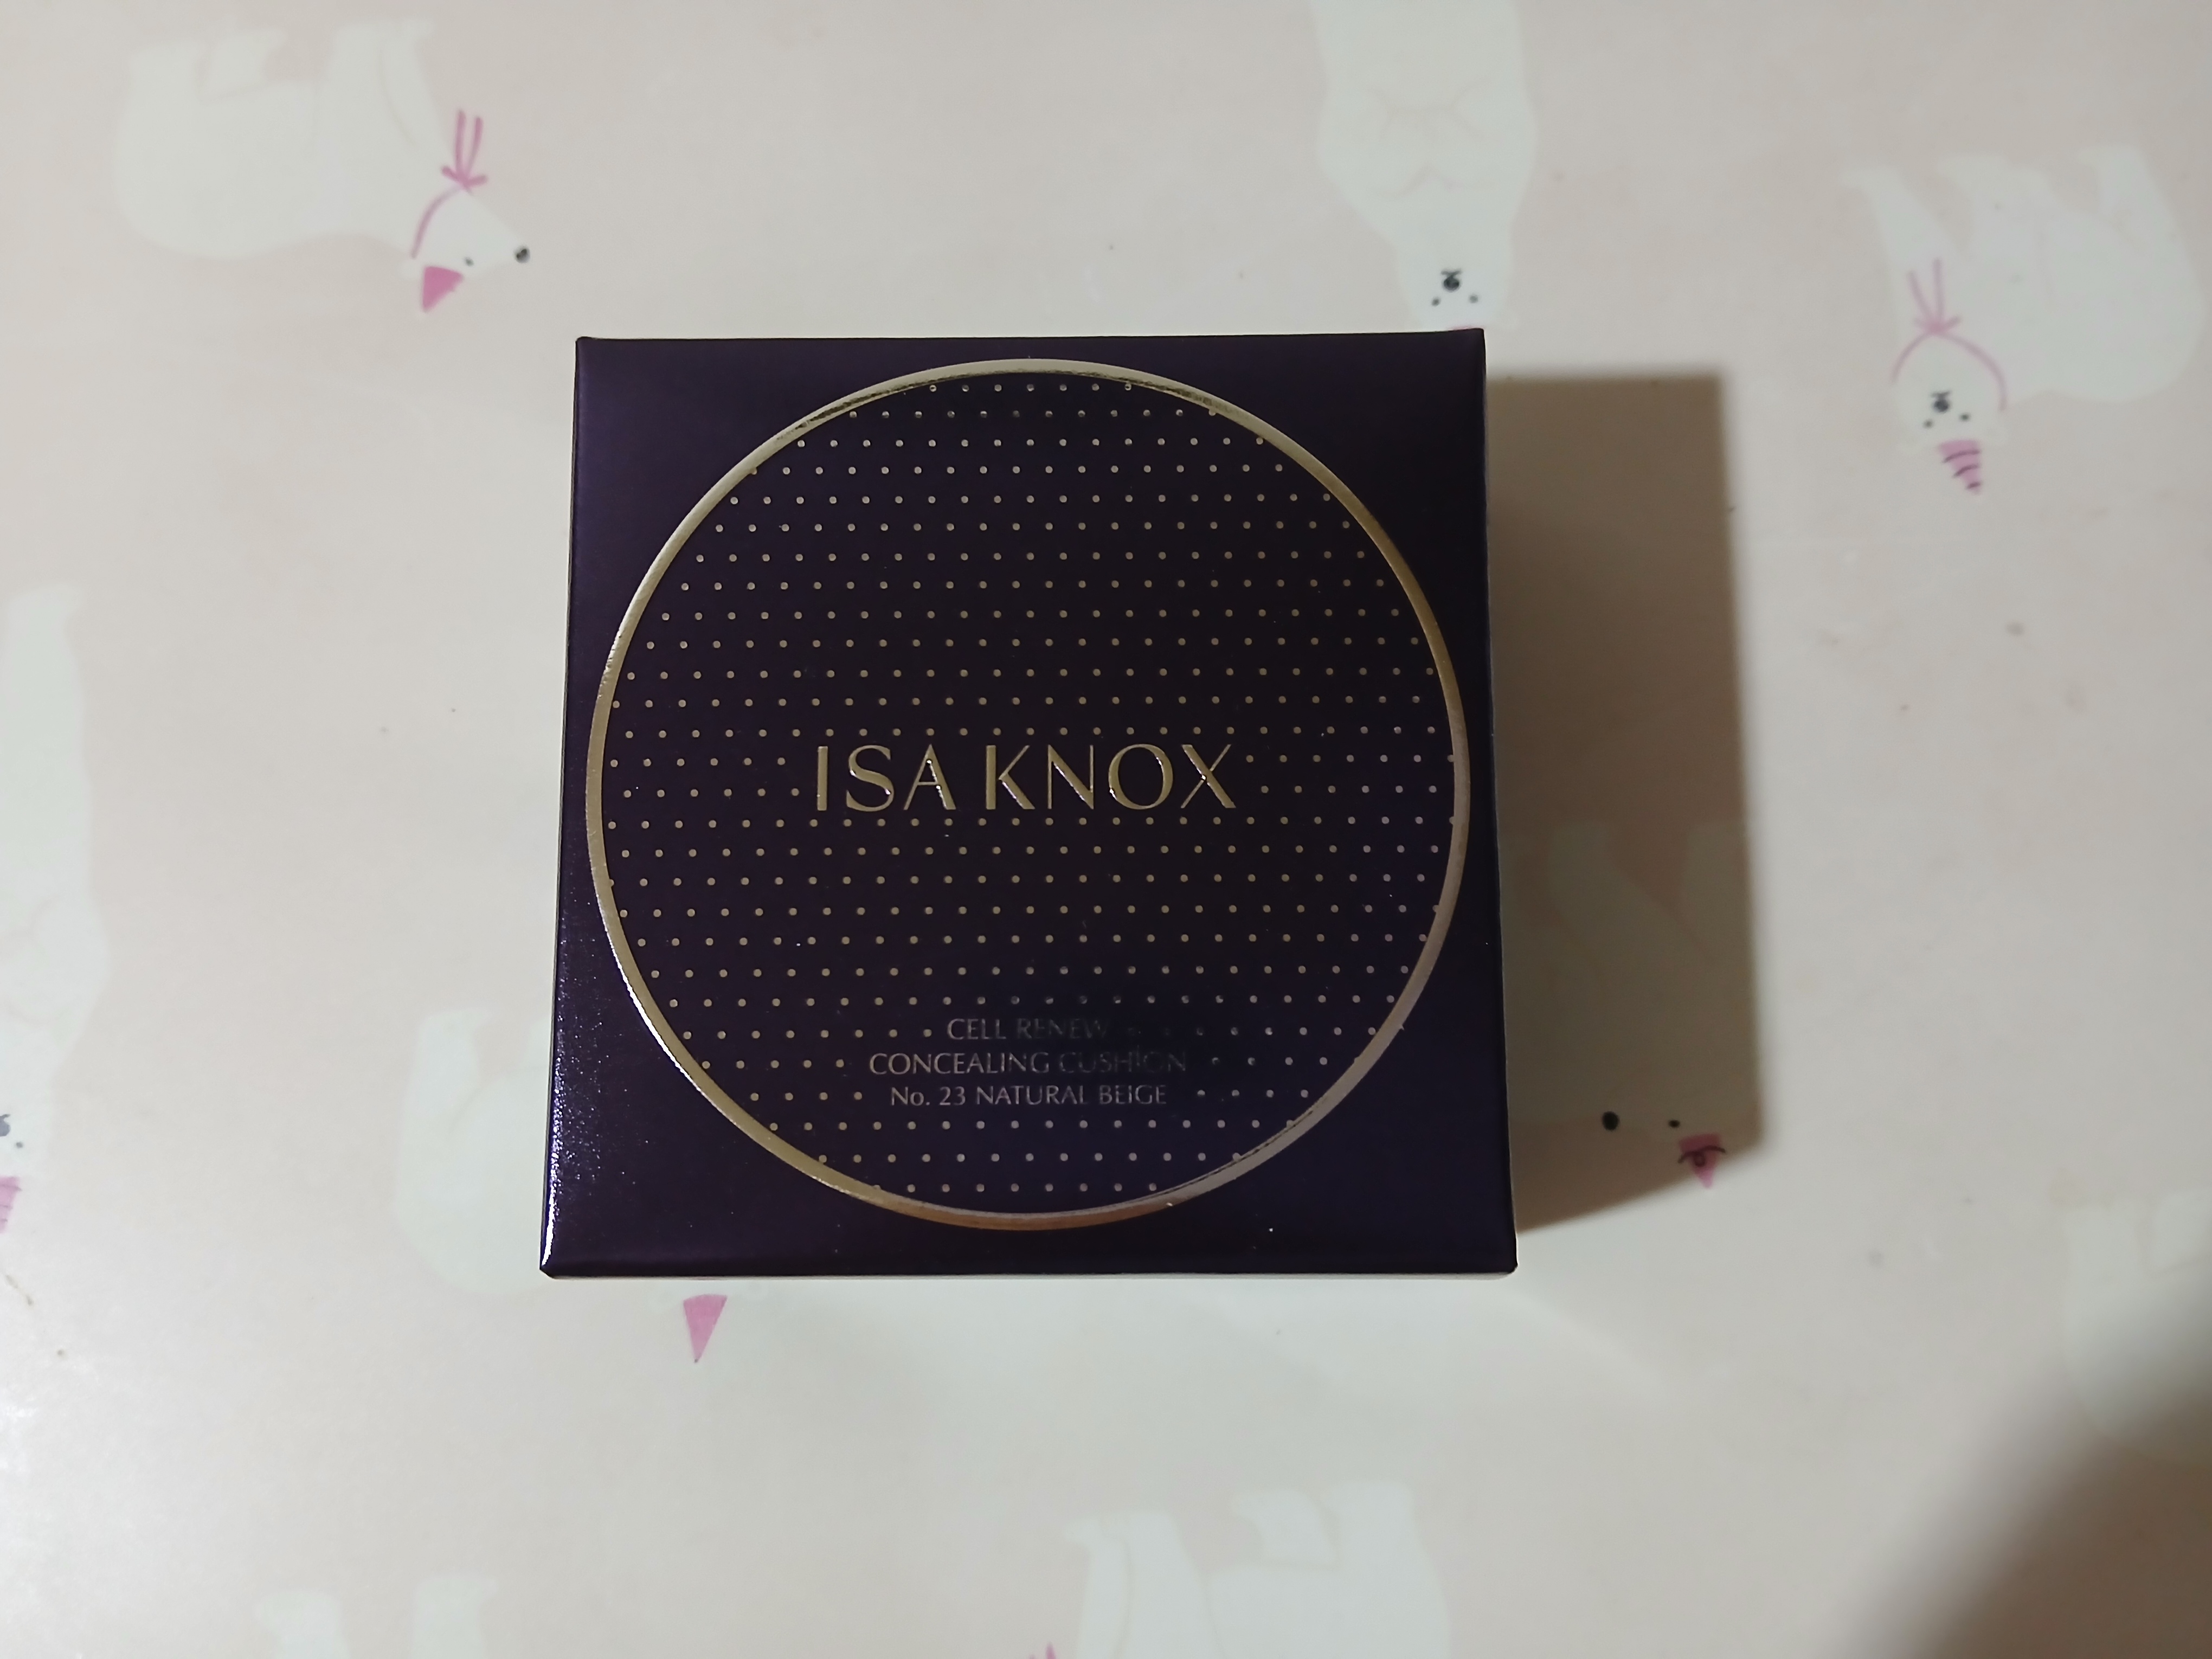 ISA KNOX
CELL RENEW
CONCEALING CUSHION
No. 23 NATURAL BEIGE